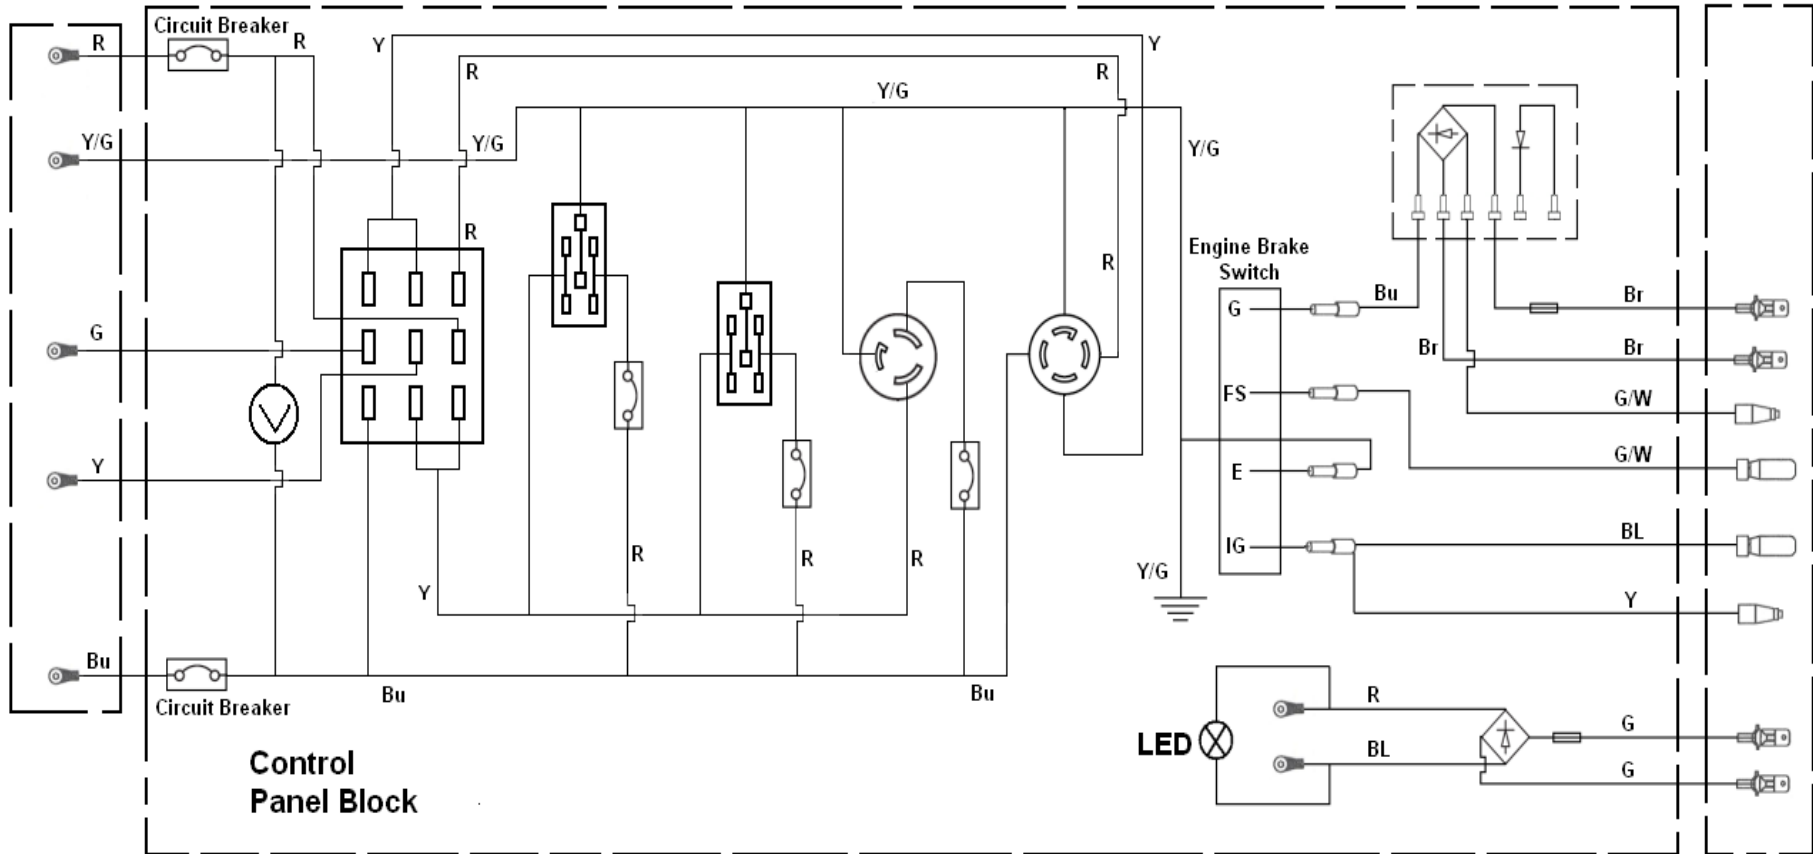 Circuit Breaker
R
R
Y
Y
R
R
Y/G
Y/G
Y/G
Y/G
R
R
Engine Brake
Switch
G
Bu
Br
G
Br
Br
FS
G/W
G/W
Y
E
IG
BL
R
R
R
Y/G
Y
Y
Bu
Bu
Bu
Circuit Breaker
R
G
LED
BL
G
Control
Panel Block